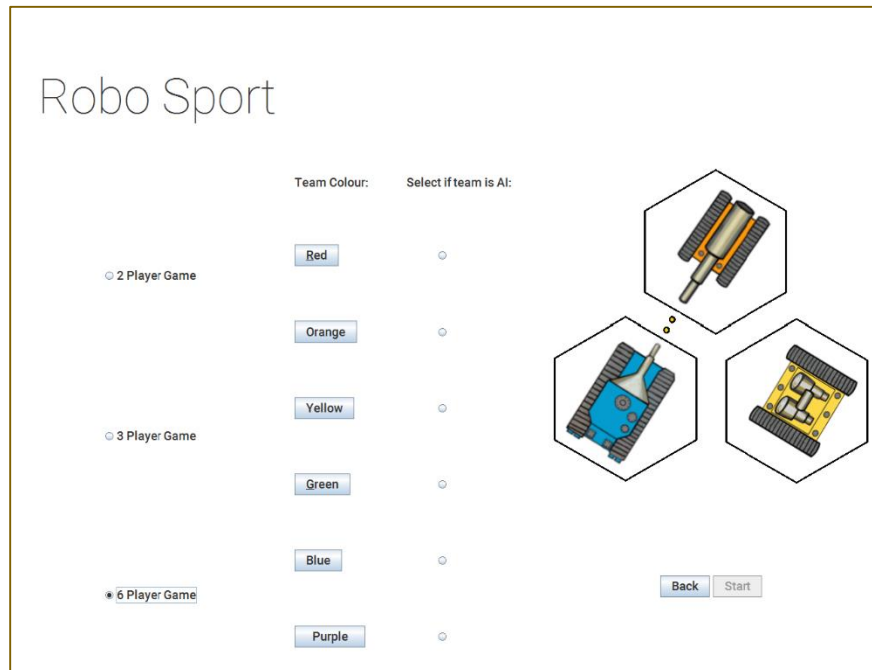 Robo Sport
Team Colour: Select if team is AI:
Red
2 Player Game
Orange
Yellow
3 Player Game
Green
Blue
Back Start
6 Player Game
Purple